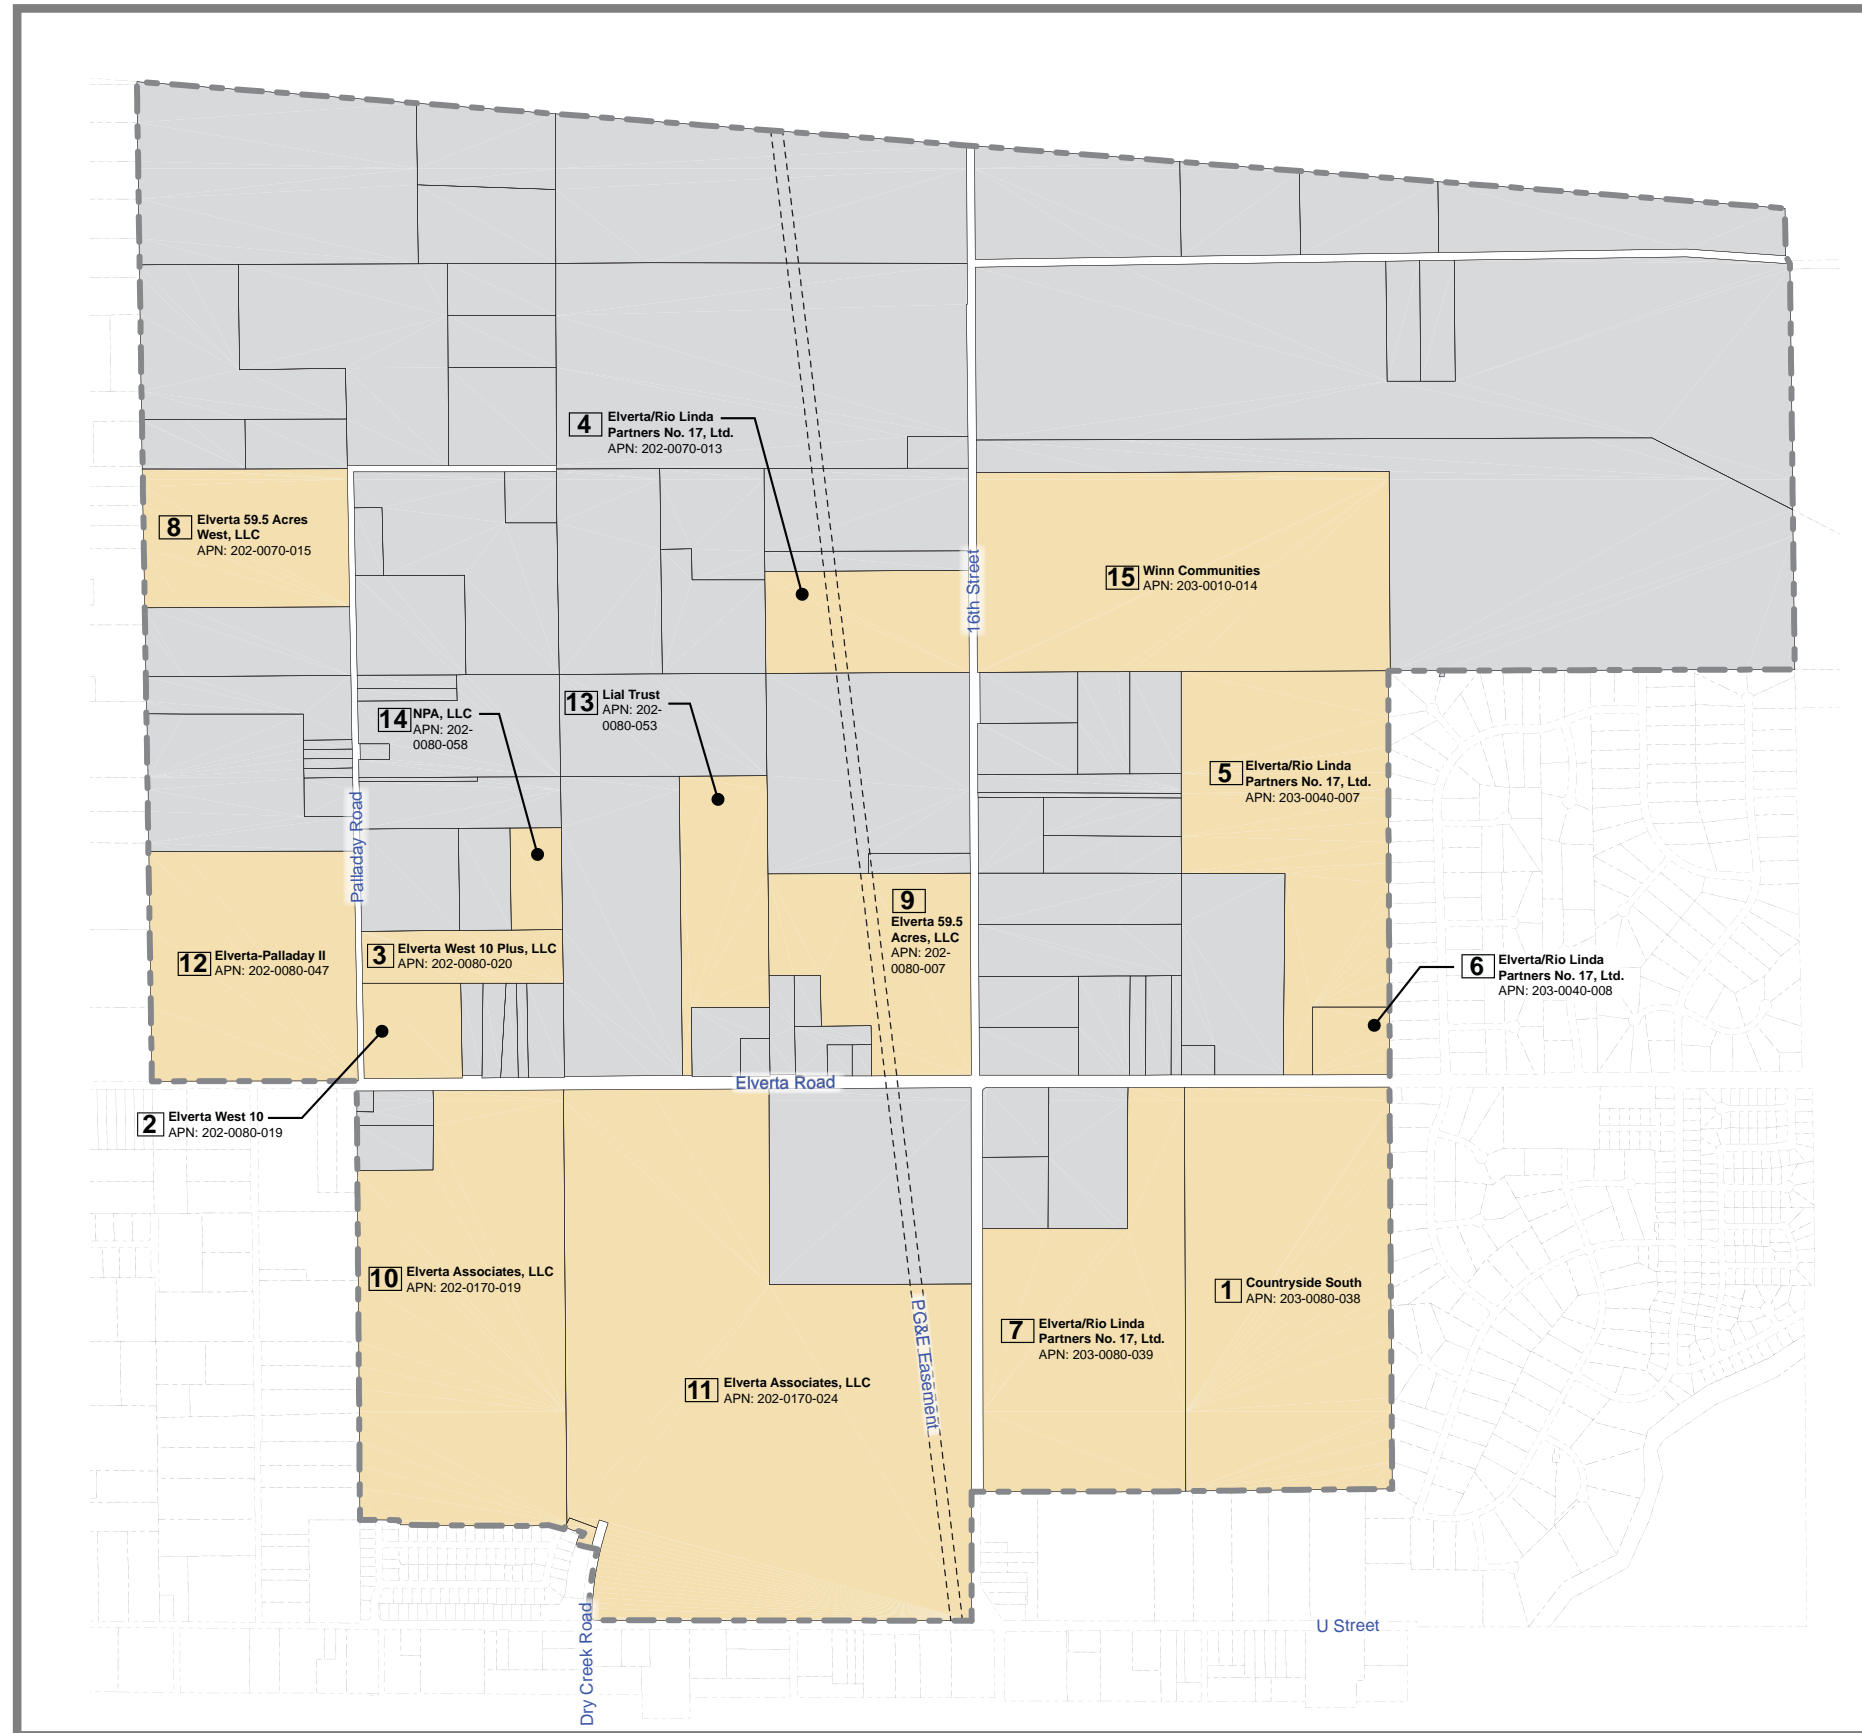 4
Elverta/Rio Linda
Partners No. 17, Ltd.
APN: 202-0070-013
8
Elverta 59.5 Acres
West, LLC
APN: 202-0070-015
16th Street
15
Winn Communities
APN: 203-0010-014
14
NPA, LLC
APN: 202-
0080-058
13
Lial Trust
APN: 202-
0080-053
5
Elverta/Rio Linda
Partners No. 17, Ltd.
APN: 203-0040-007
Palladay Road
12
Elverta-Palladay II
APN: 202-0080-047
3
Elverta West 10 Plus, LLC
APN: 202-0080-020
9
Elverta 59.5
Acres, LLC
APN: 202-
0080-007
6
Elverta/Rio Linda
Partners No. 17, Ltd.
APN: 203-0040-008
Elverta Road
2
Elverta West 10
APN: 202-0080-019
10
Elverta Associates, LLC
APN: 202-0170-019
11
Elverta Associates, LLC
APN: 202-0170-024
PG&E Easement
7
Elverta/Rio Linda
Partners No. 17, Ltd.
APN: 203-0080-039
1
Countryside South
APN: 203-0080-038
Dry Creek Road
U Street